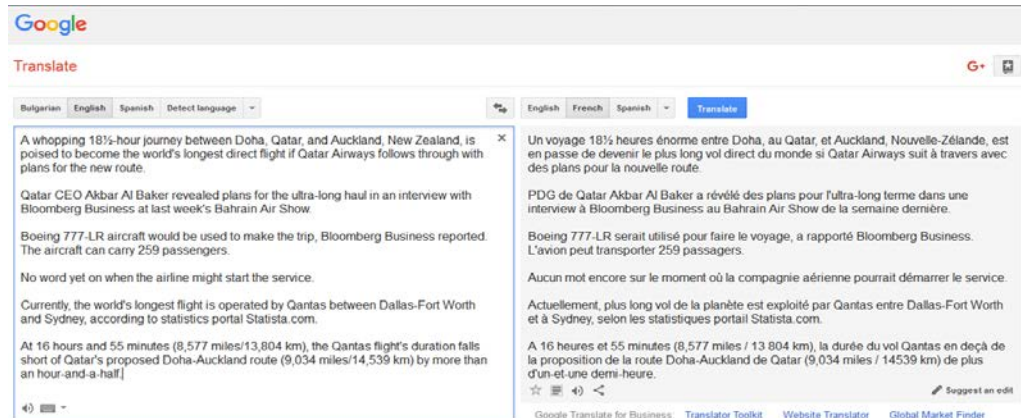 Google
Translate
G+
Bulgarian English Spanish Detect language
English French Spanish Translate
A whopping 18½-hour journey between Doha, Qatar, and Auckland, New Zealand, is
poised to become the world's longest direct flight if Qatar Airways follows through with
plans for the new route.
Qatar CEO Akbar Al Baker revealed plans for the ultra-long haul in an interview with
Bloomberg Business at last week's Bahrain Air Show.
Boeing 777-LR aircraft would be used to make the trip, Bloomberg Business reported.
The aircraft can carry 259 passengers.
No word yet on when the airline might start the service.
Currently, the world's longest flight is operated by Qantas between Dallas-Fort Worth
and Sydney, according to statistics portal Statista.com.
At 16 hours and 55 minutes (8,577 miles/13,804 km), the Qantas flight's duration falls
short of Qatar's proposed Doha-Auckland route (9,034 miles/14,539 km) by more than
an hour-and-a-half.
Un voyage 18½ heures énorme entre Doha, au Qatar, et Auckland, Nouvelle-Zélande, est
en passe de devenir le plus long vol direct du monde si Qatar Airways suit à travers avec
des plans pour la nouvelle route.
PDG de Qatar Akbar Al Baker a révélé des plans pour l'ultra-long terme dans une
interview à Bloomberg Business au Bahrain Air Show de la semaine dernière.
Boeing 777-LR serait utilisé pour faire le voyage, a rapporté Bloomberg Business.
L'avion peut transporter 259 passagers.
Aucun mot encore sur le moment où la compagnie aérienne pourrait démarrer le service.
Actuellement, plus long vol de la planète est exploité par Qantas entre Dallas-Fort Worth
et à Sydney, selon les statistiques portail Statista.com.
A 16 heures et 55 minutes (8,577 miles / 13 804 km), la durée du vol Qantas en deçà de
la proposition de la route Doha-Auckland de Qatar (9,034 miles / 14539 km) de plus
d'un-et-une demi-heure.
Suggest an edit
Google Translate for Business: Translator Toolkit Website Translator Global Market Finder